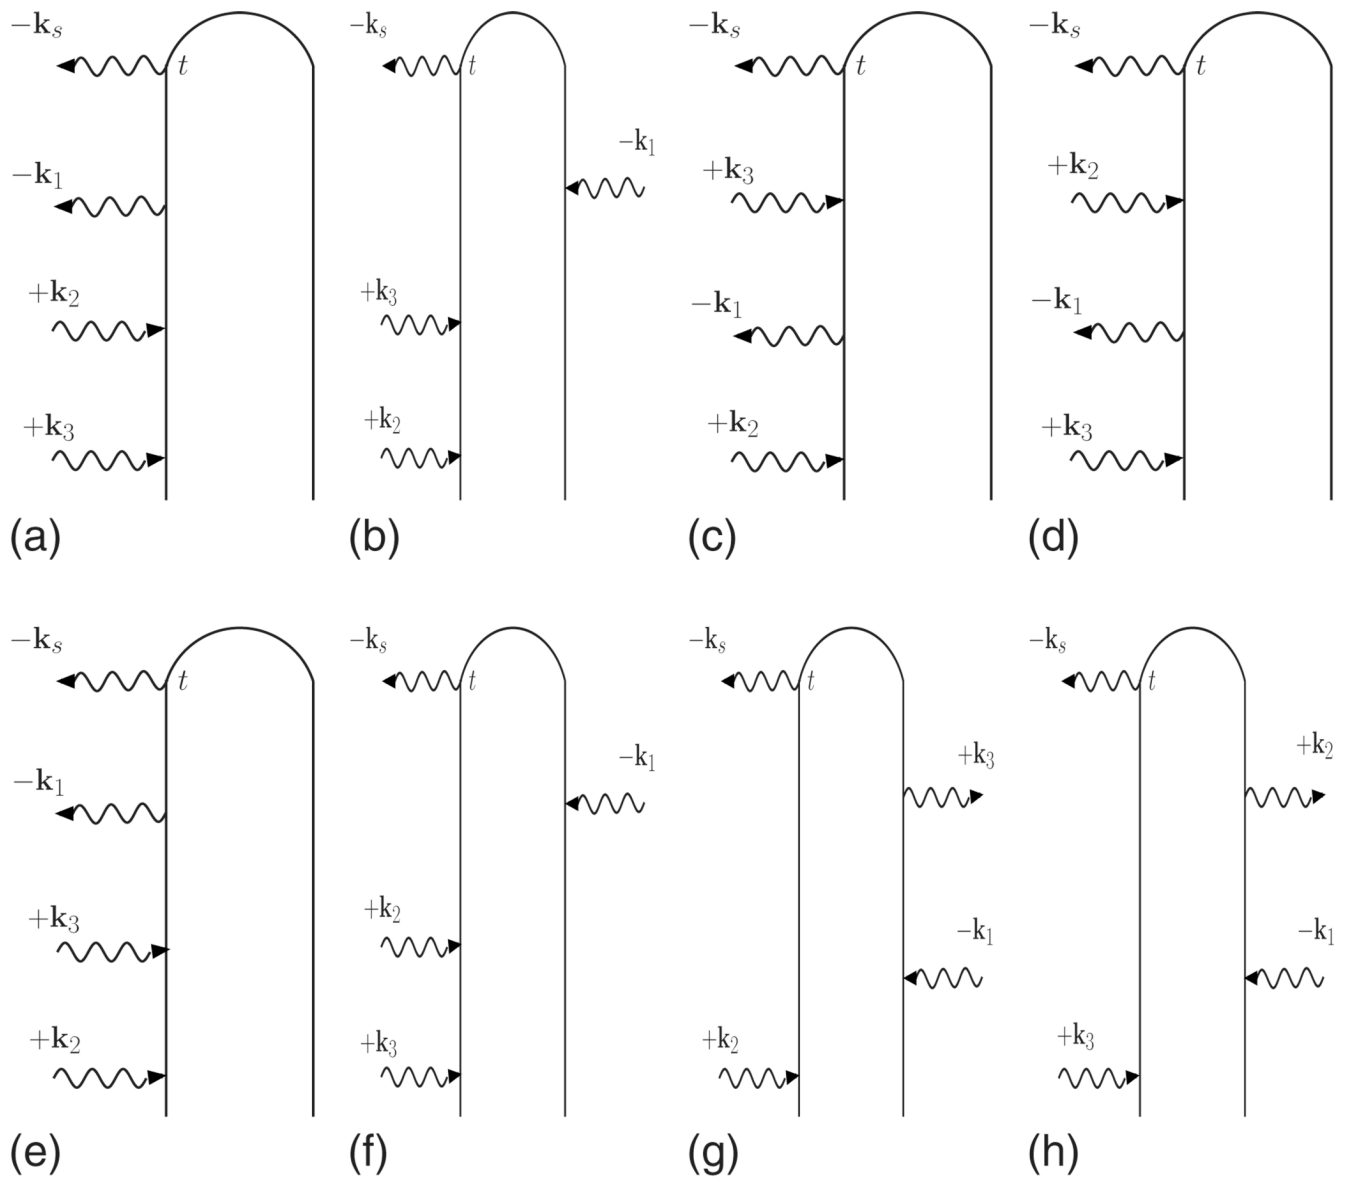 −k_s
t
−k_1
+k_2
+k_3
(a)
−k_s
t
−k_1
+k_3
+k_2
(b)
−k_s
t
+k_3
−k_1
+k_2
(c)
−k_s
t
+k_2
−k_1
+k_3
(d)
−k_s
t
−k_1
+k_3
+k_2
(e)
−k_s
t
−k_1
+k_2
+k_3
(f)
−k_s
t
+k_3
−k_1
+k_2
(g)
−k_s
t
+k_2
−k_1
+k_3
(h)